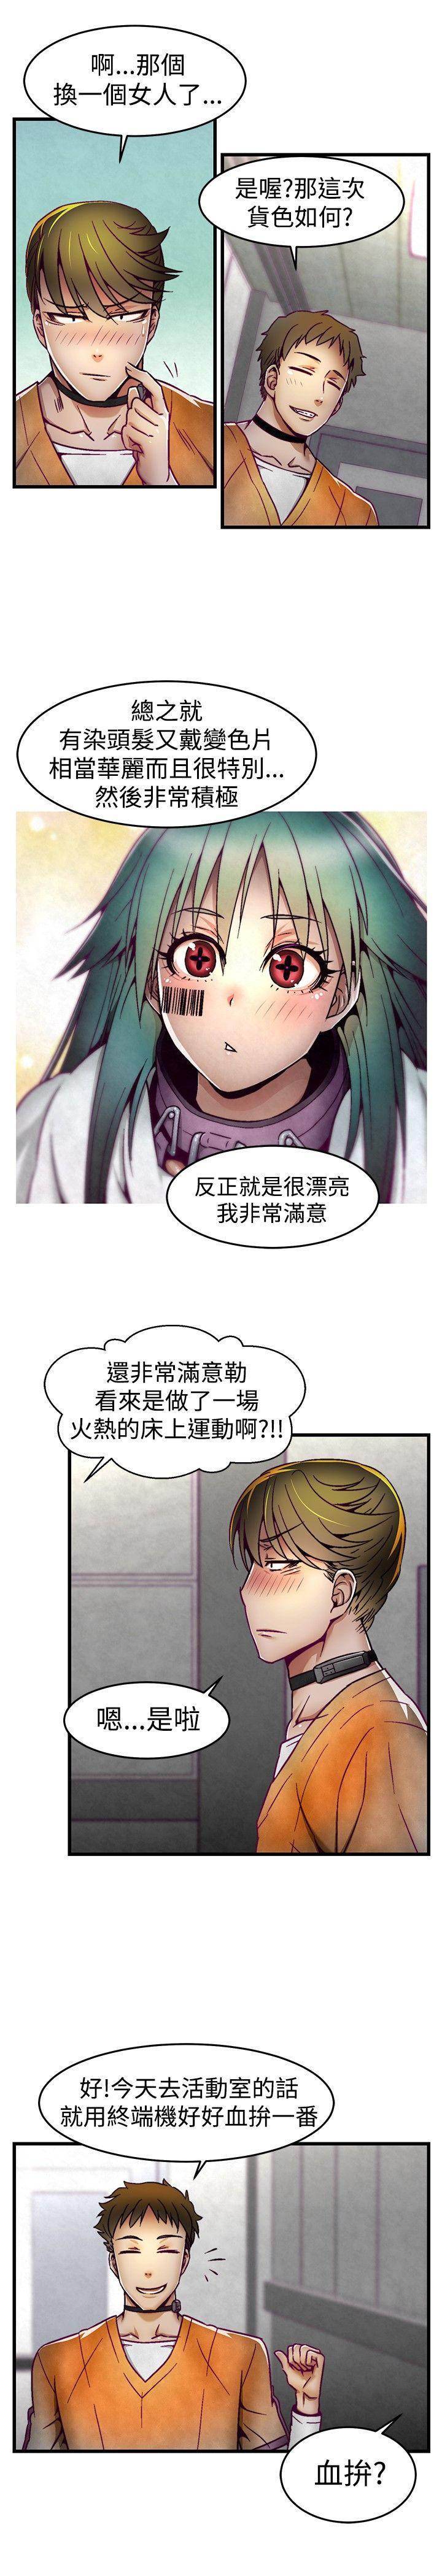 啊...那個
換一個女人了...
是喔?那這次
貨色如何?
總之就
有染頭髮又戴變色片
相當華麗而且很特別...
然後非常積極
反正就是很漂亮
我非常滿意
還非常滿意勒
看來是做了一場
火熱的床上運動啊?!!
嗯...是啦
好!今天去活動室的話
就用終端機好好血拚一番
血拚?